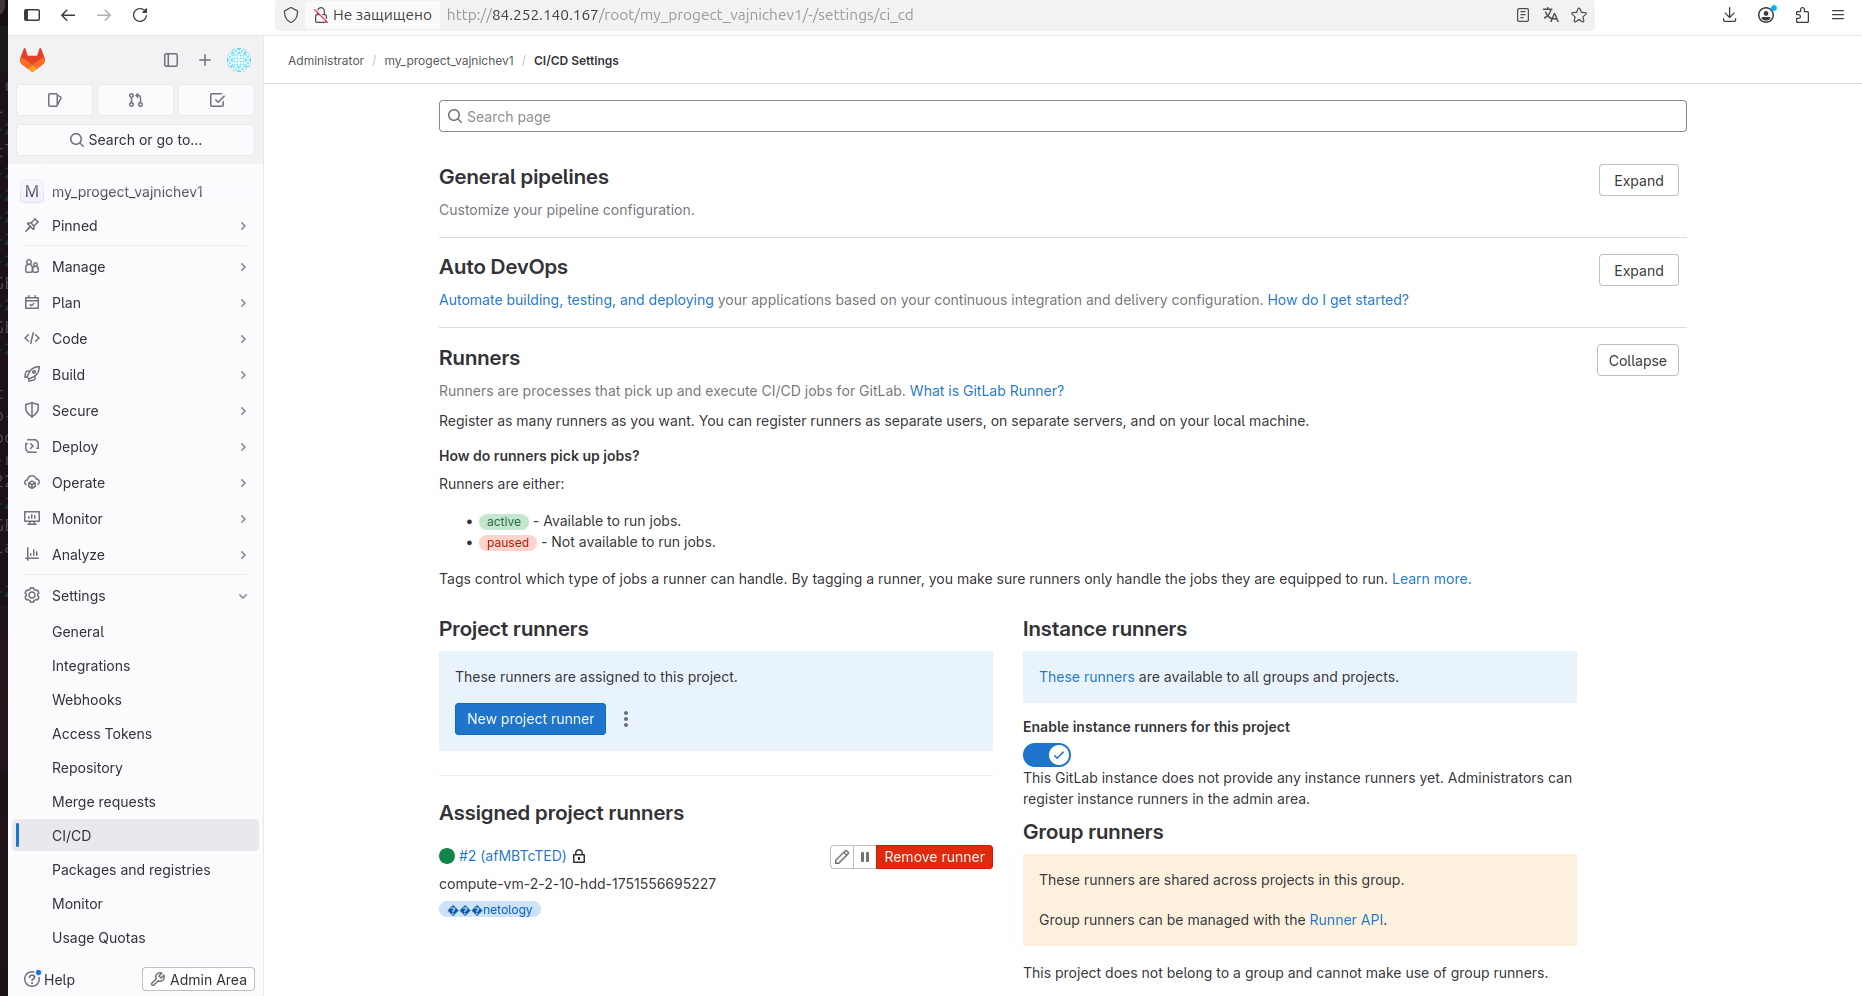 Не защищено
http://84.252.140.167/root/my_progect_vajnichev1/-/settings/ci_cd
Administrator / my_progect_vajnichev1 / CI/CD Settings
Search or go to...
M my_progect_vajnichev1
Pinned
Manage
Plan
Code
Build
Secure
Deploy
Operate
Monitor
Analyze
Settings
General
Integrations
Webhooks
Access Tokens
Repository
Merge requests
CI/CD
Packages and registries
Monitor
Usage Quotas
Help
Admin Area
Search page
General pipelines
Expand
Customize your pipeline configuration.
Auto DevOps
Expand
Automate building, testing, and deploying your applications based on your continuous integration and delivery configuration. How do I get started?
Runners
Collapse
Runners are processes that pick up and execute CI/CD jobs for GitLab. What is GitLab Runner?
Register as many runners as you want. You can register runners as separate users, on separate servers, and on your local machine.
How do runners pick up jobs?
Runners are either:
• active - Available to run jobs.
• paused - Not available to run jobs.
Tags control which type of jobs a runner can handle. By tagging a runner, you make sure runners only handle the jobs they are equipped to run. Learn more.
Project runners
These runners are assigned to this project.
New project runner
Assigned project runners
#2 (afMBTcTED)
Remove runner
compute-vm-2-2-10-hdd-1751556695227
���netology
Instance runners
These runners are available to all groups and projects.
Enable instance runners for this project
This GitLab instance does not provide any instance runners yet. Administrators can
register instance runners in the admin area.
Group runners
These runners are shared across projects in this group.
Group runners can be managed with the Runner API.
This project does not belong to a group and cannot make use of group runners.